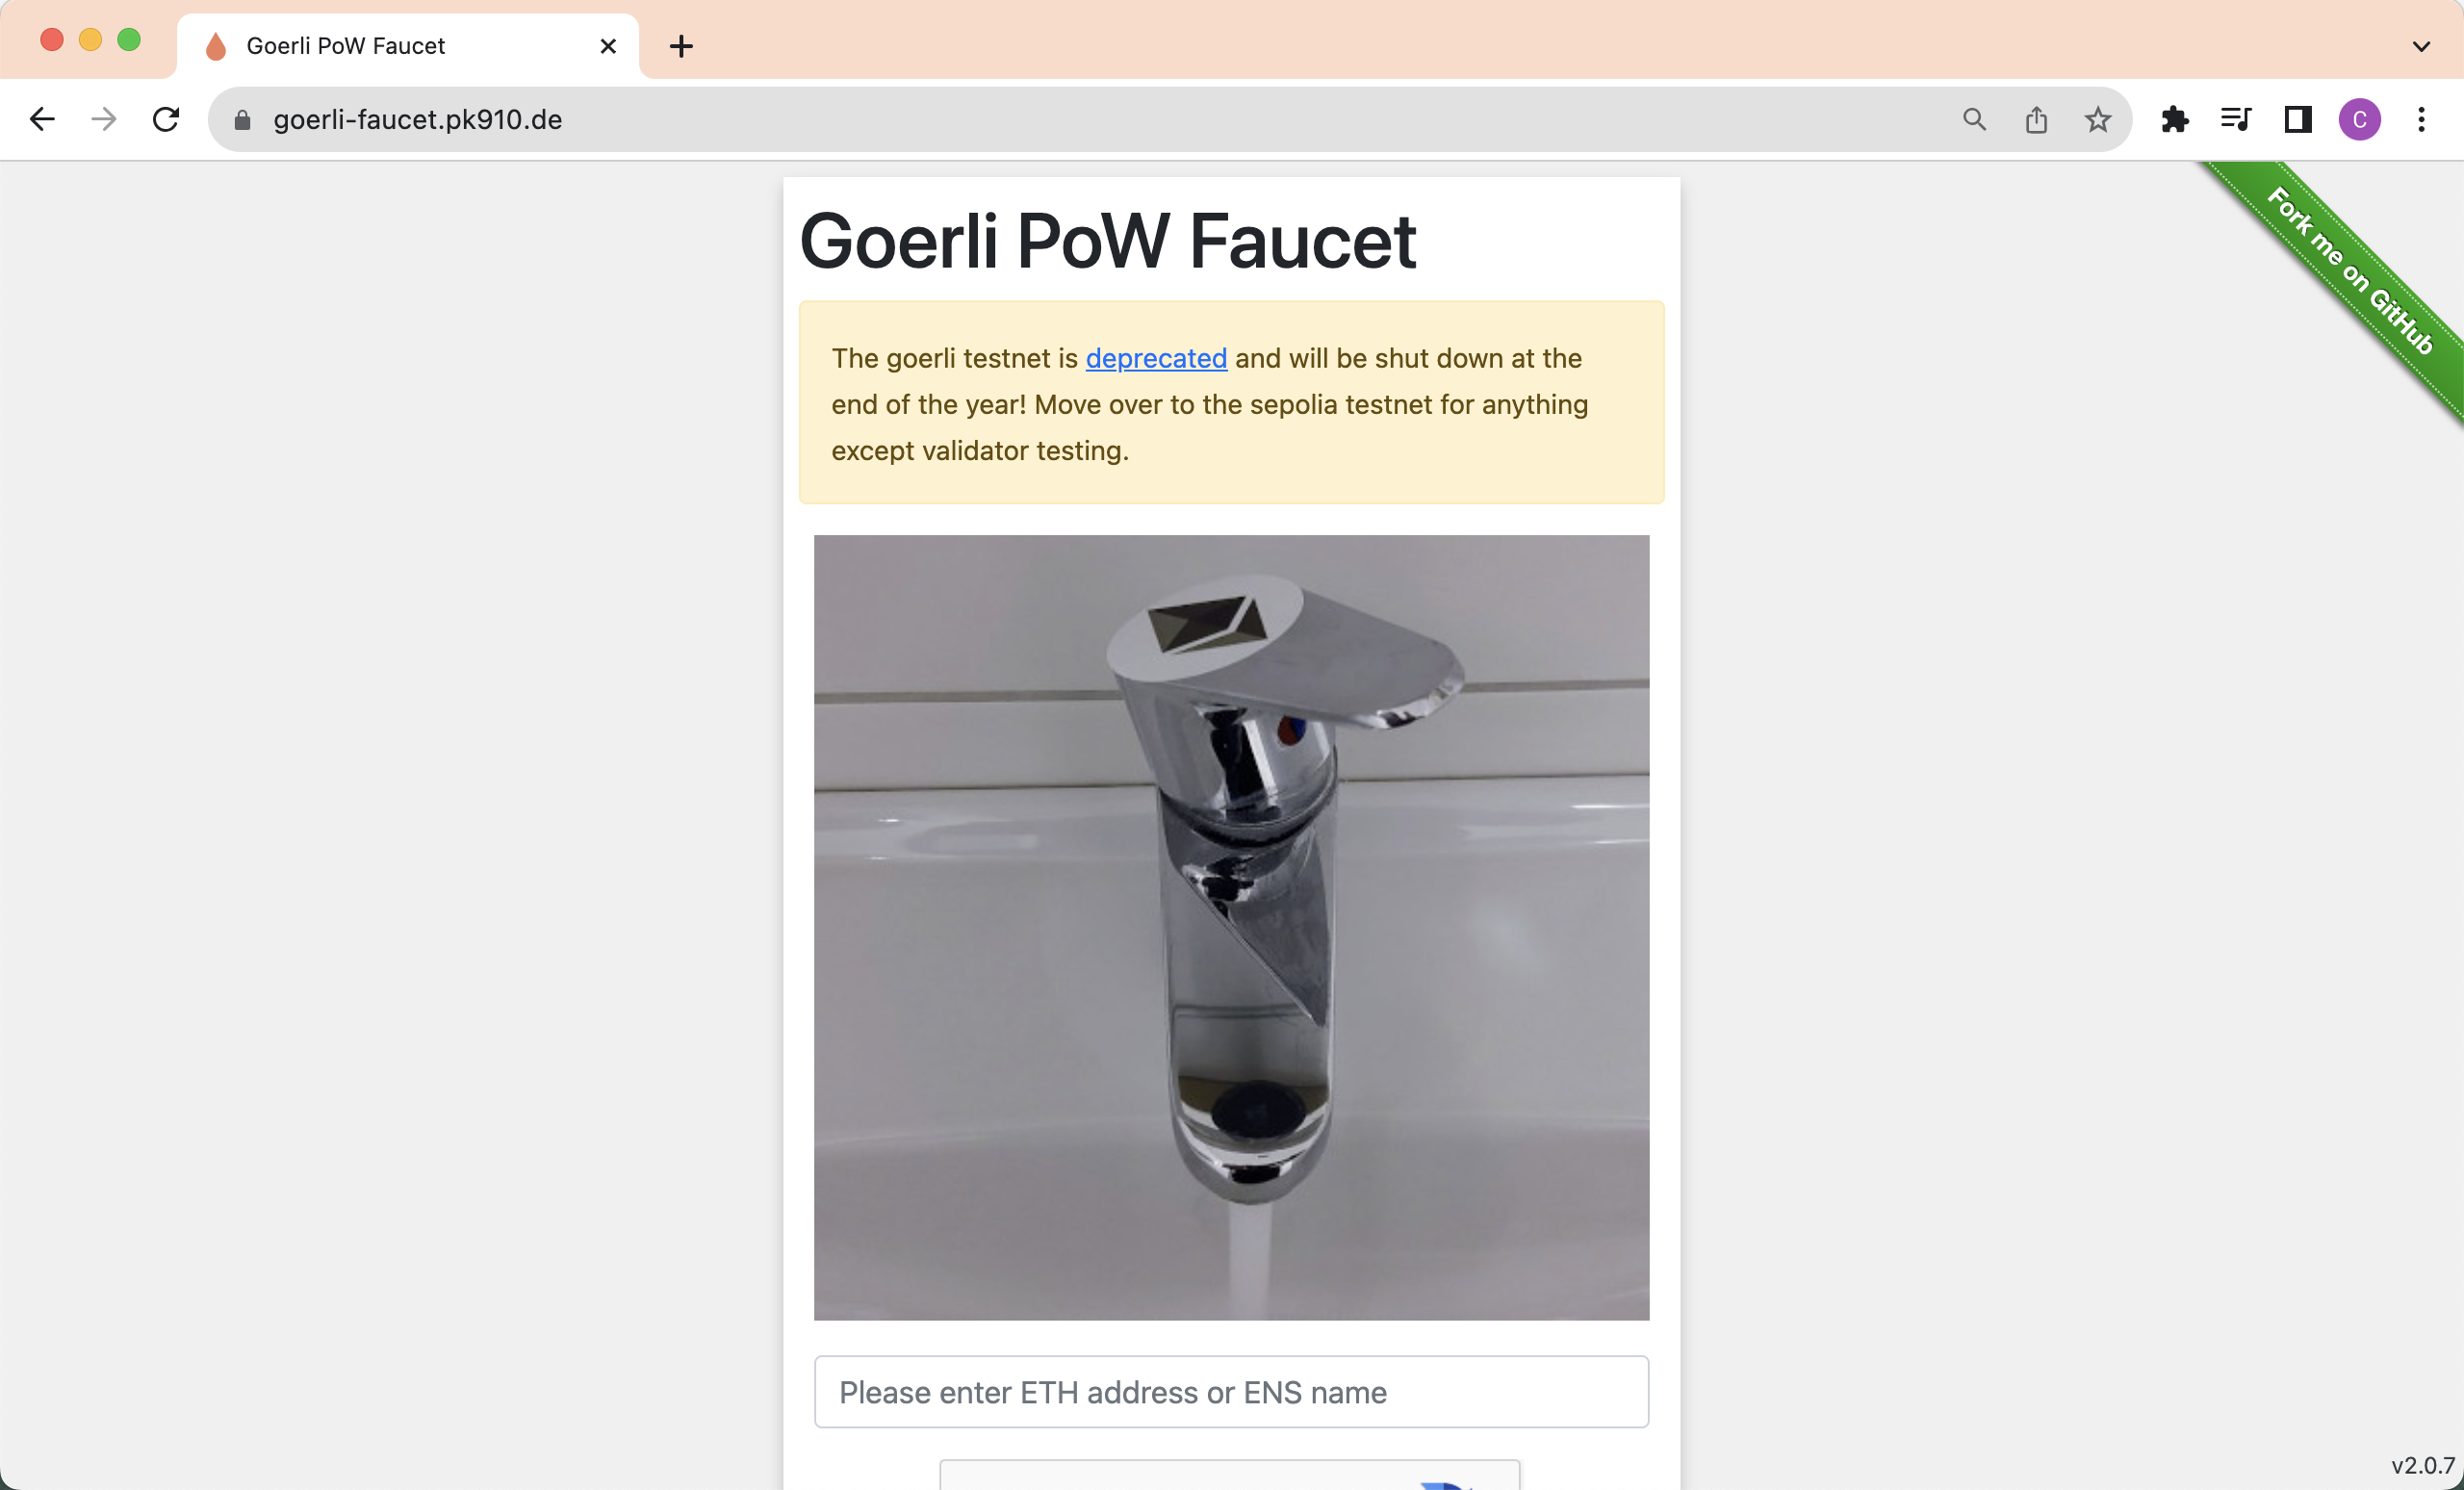 Goerli PoW Faucet
goerli-faucet.pk910.de
C
Fork me on GitHub
Goerli PoW Faucet
The goerli testnet is deprecated and will be shut down at the
end of the year! Move over to the sepolia testnet for anything
except validator testing.
Please enter ETH address or ENS name
v2.0.7